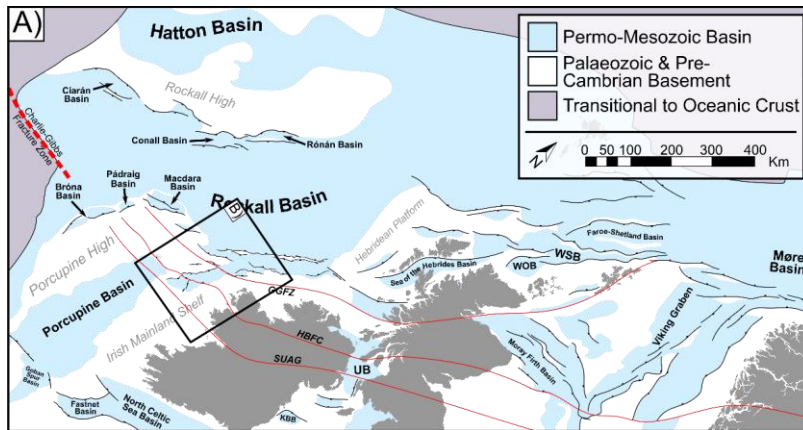 A)
Hatton Basin
Rockall High
Ciarán
Basin
Charlie-Gibbs
Fracture Zone
Conall Basin
Rónán Basin
Pádraig
Basin
Macdara
Basin
Bróna
Basin
Rockall Basin
B)
Porcupine High
Porcupine Basin
Irish Mainland Shelf
Hebridean Platform
Sea of the Hebrides Basin
Faroe-Shetland Basin
WOB
WSB
Møre
Basin
GGFZ
HBFC
SUAG
UB
Moray Firth Basin
Viking Graben
Goban
Spur
Basin
Fastnet
Basin
North Celtic
Sea Basin
KBB
Permo-Mesozoic Basin
Palaeozoic & Pre-
Cambrian Basement
Transitional to Oceanic Crust
N
0 50 100 200 300 400
Km